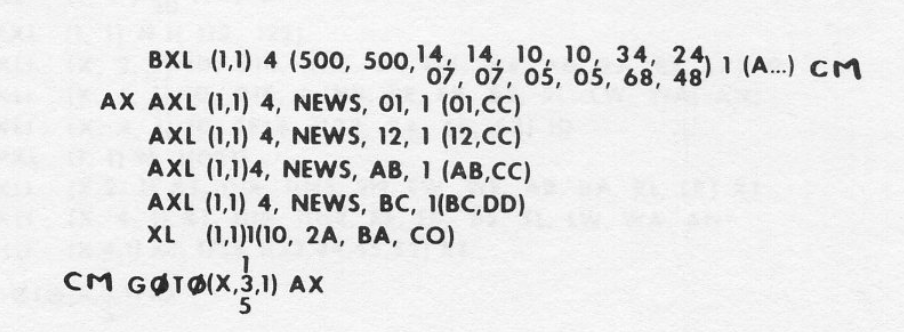 BXL (1,1) 4 (500, 500, 14, 14, 10, 10, 34, 24) 1 (A...) CM
07, 07, 05, 05, 68, 48
AX AXL (1,1) 4, NEWS, 01, 1 (01,CC)
AXL (1,1) 4, NEWS, 12, 1 (12,CC)
AXL (1,1)4, NEWS, AB, 1 (AB,CC)
AXL (1,1) 4, NEWS, BC, 1(BC,DD)
XL (1,1)1(10, 2A, BA, CO)
1
CM GØTØ(X,3,1) AX
5